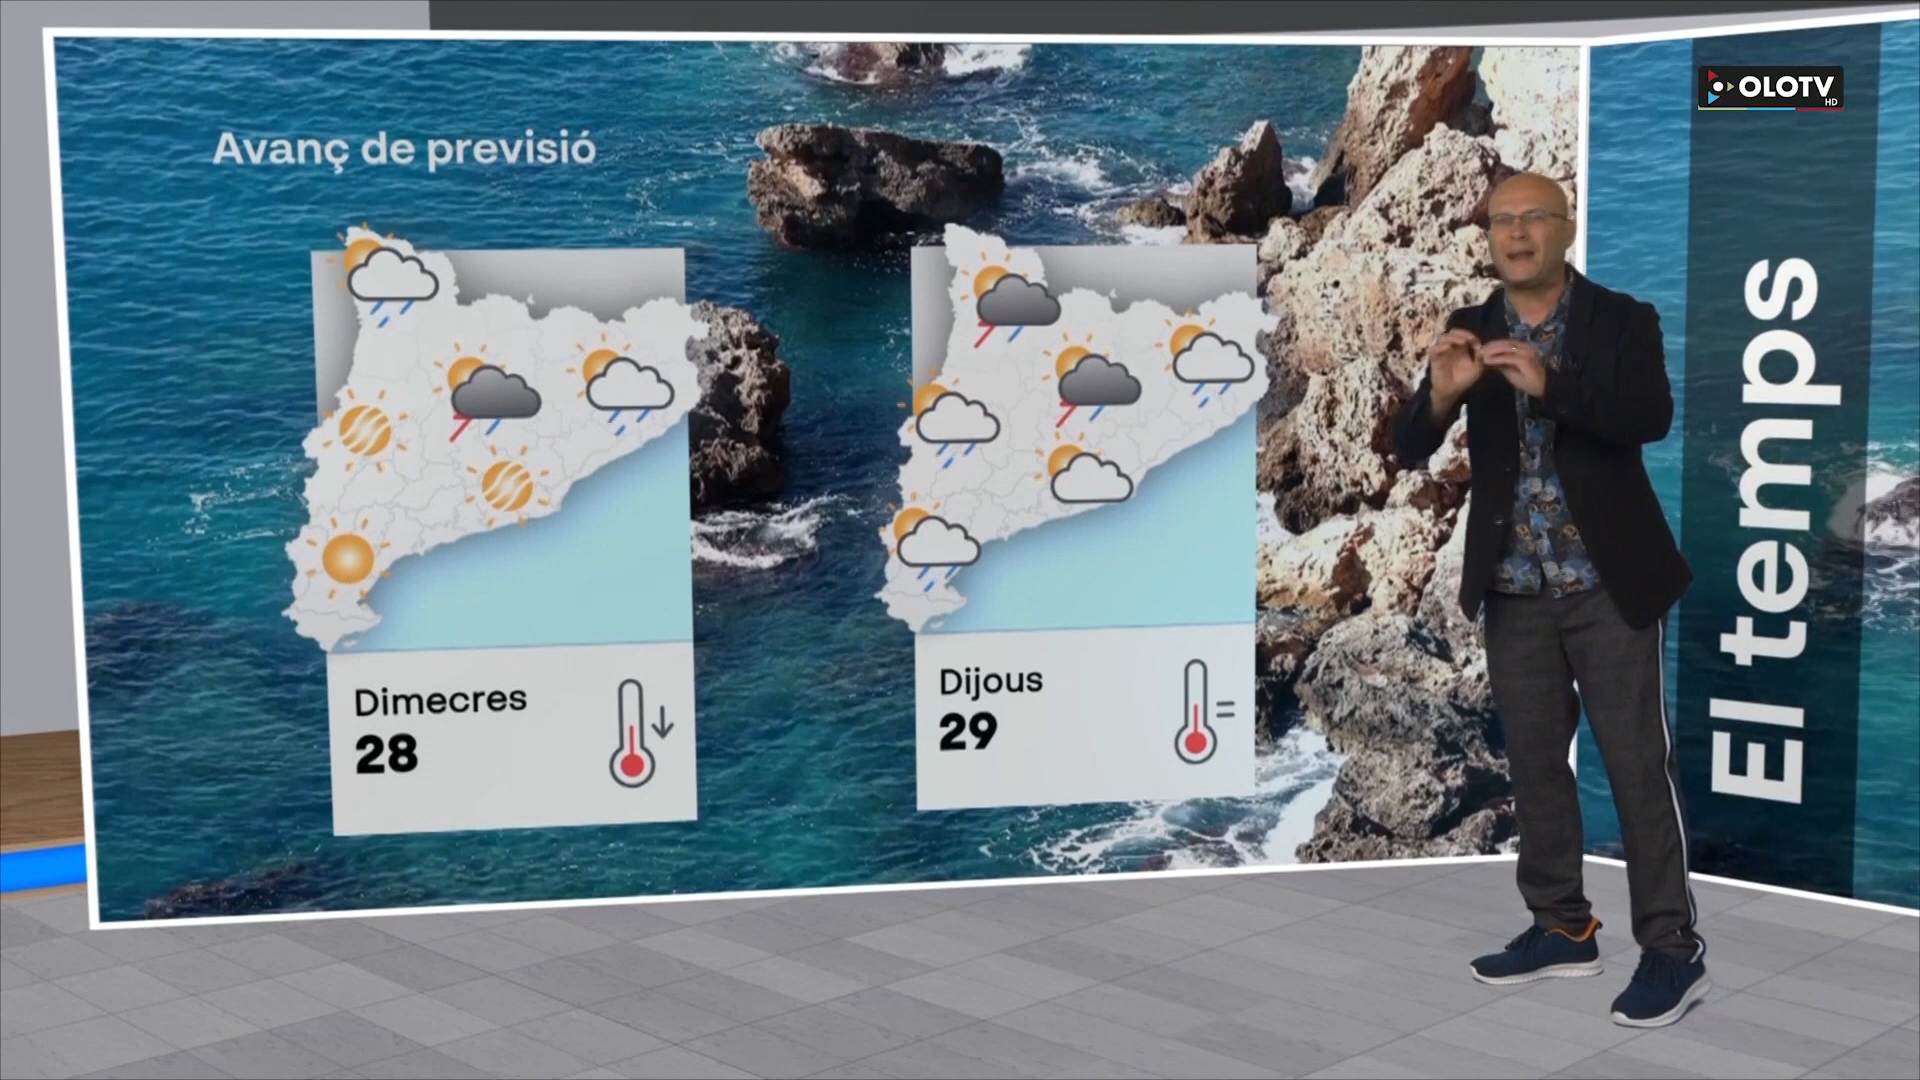 Avanç de previsió
Dimecres
28
Dijous
29
El temps
OLOTV
HD